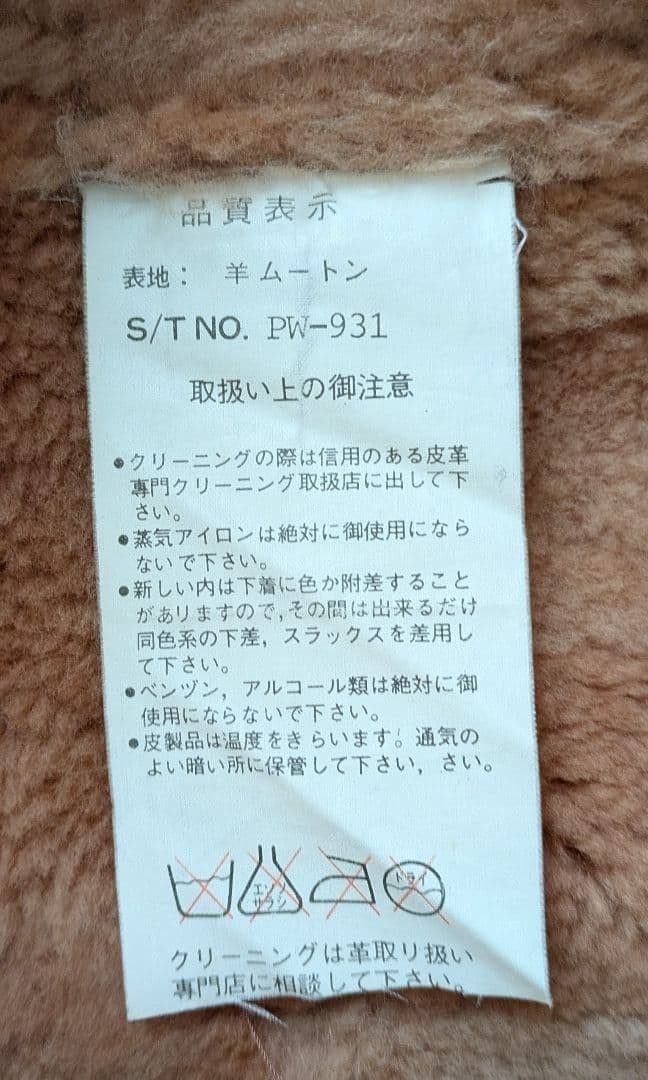 品質表示
表地： 羊ムートン
S/T NO. PW-931
取扱い上の御注意
●クリーニングの際は信用のある皮革
専門クリーニング取扱店に出して下
さい。
●蒸気アイロンは絶対に御使用になら
ないで下さい。
●新しい内は下着に色か附差すること
がありますので,その間は出来るだけ
同色系の下差，スラックスを差用し
て下さい。
●ベンヅン，アルコール類は絶対に御
使用にならないで下さい。
●皮製品は温度をきらいます。通気の
よい暗い所に保管して下さい，さい。
エンソ
サラシ
ドライ
クリーニングは革取り扱い
専門店に相談して下さい。